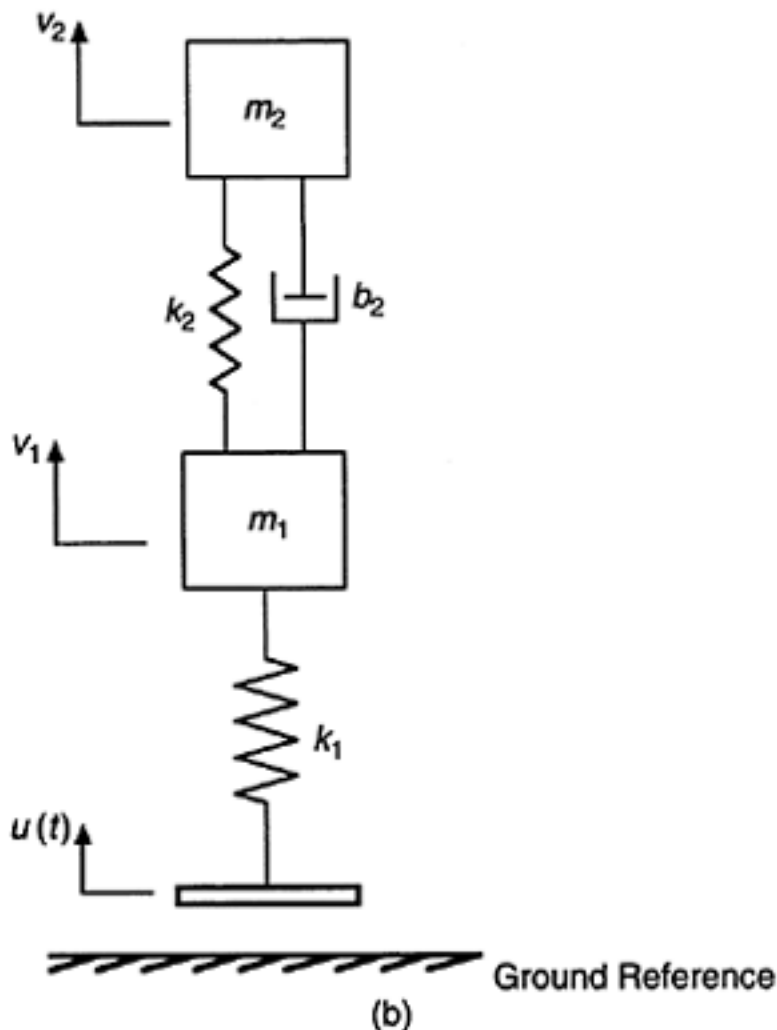 v₂
m₂
k₂
b₂
v₁
m₁
k₁
u(t)
Ground Reference
(b)